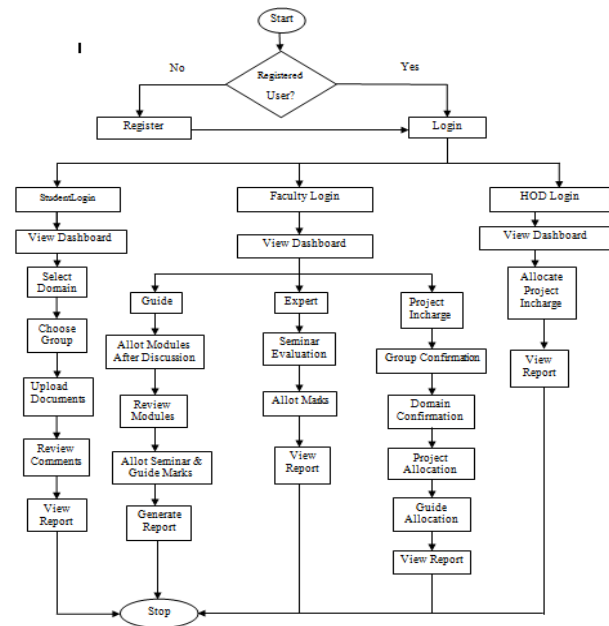 Start
I
No
Registered
User?
Yes
Register
Login
StudentLogin
Faculty Login
HOD Login
View Dashboard
View Dashboard
View Dashboard
Select
Domain
Choose
Group
Upload
Documents
Review
Comments
View
Report
Guide
Allot Modules
After Discussion
Review
Modules
Allot Seminar &
Guide Marks
Generate
Report
Expert
Seminar
Evaluation
Allot Marks
View
Report
Project
Incharge
Group Confirmation
Domain
Confirmation
Project
Allocation
Guide
Allocation
View Report
Allocate
Project
Incharge
View
Report
Stop